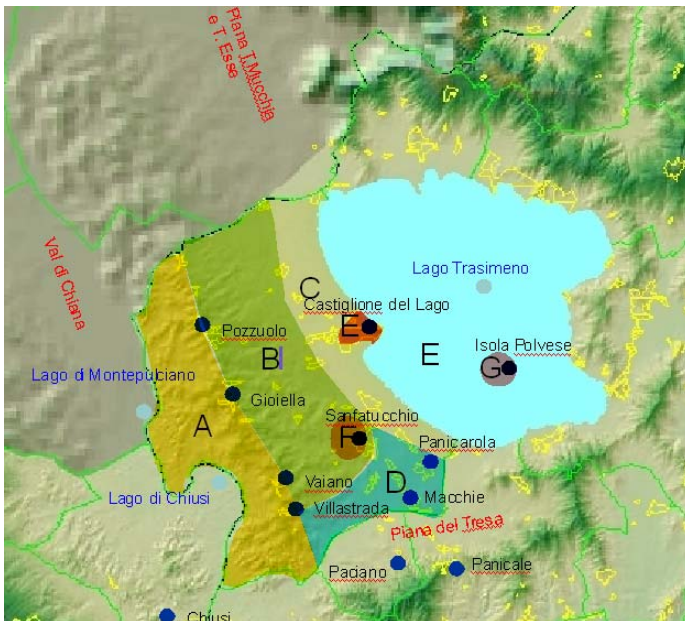 Piana T.Mucchia
e T. Esse
Val di Chiana
Lago Trasimeno
C
Castiglione del Lago
E
Pozzuolo
B
E
Isola Polvese
G
Lago di Montepulciano
Gioiella
A
Sanfatucchio
F
Panicarola
Vaiano
D
Lago di Chiusi
Macchie
Villastrada
Piana del Tresa
Paciano
Panicale
Chiusi